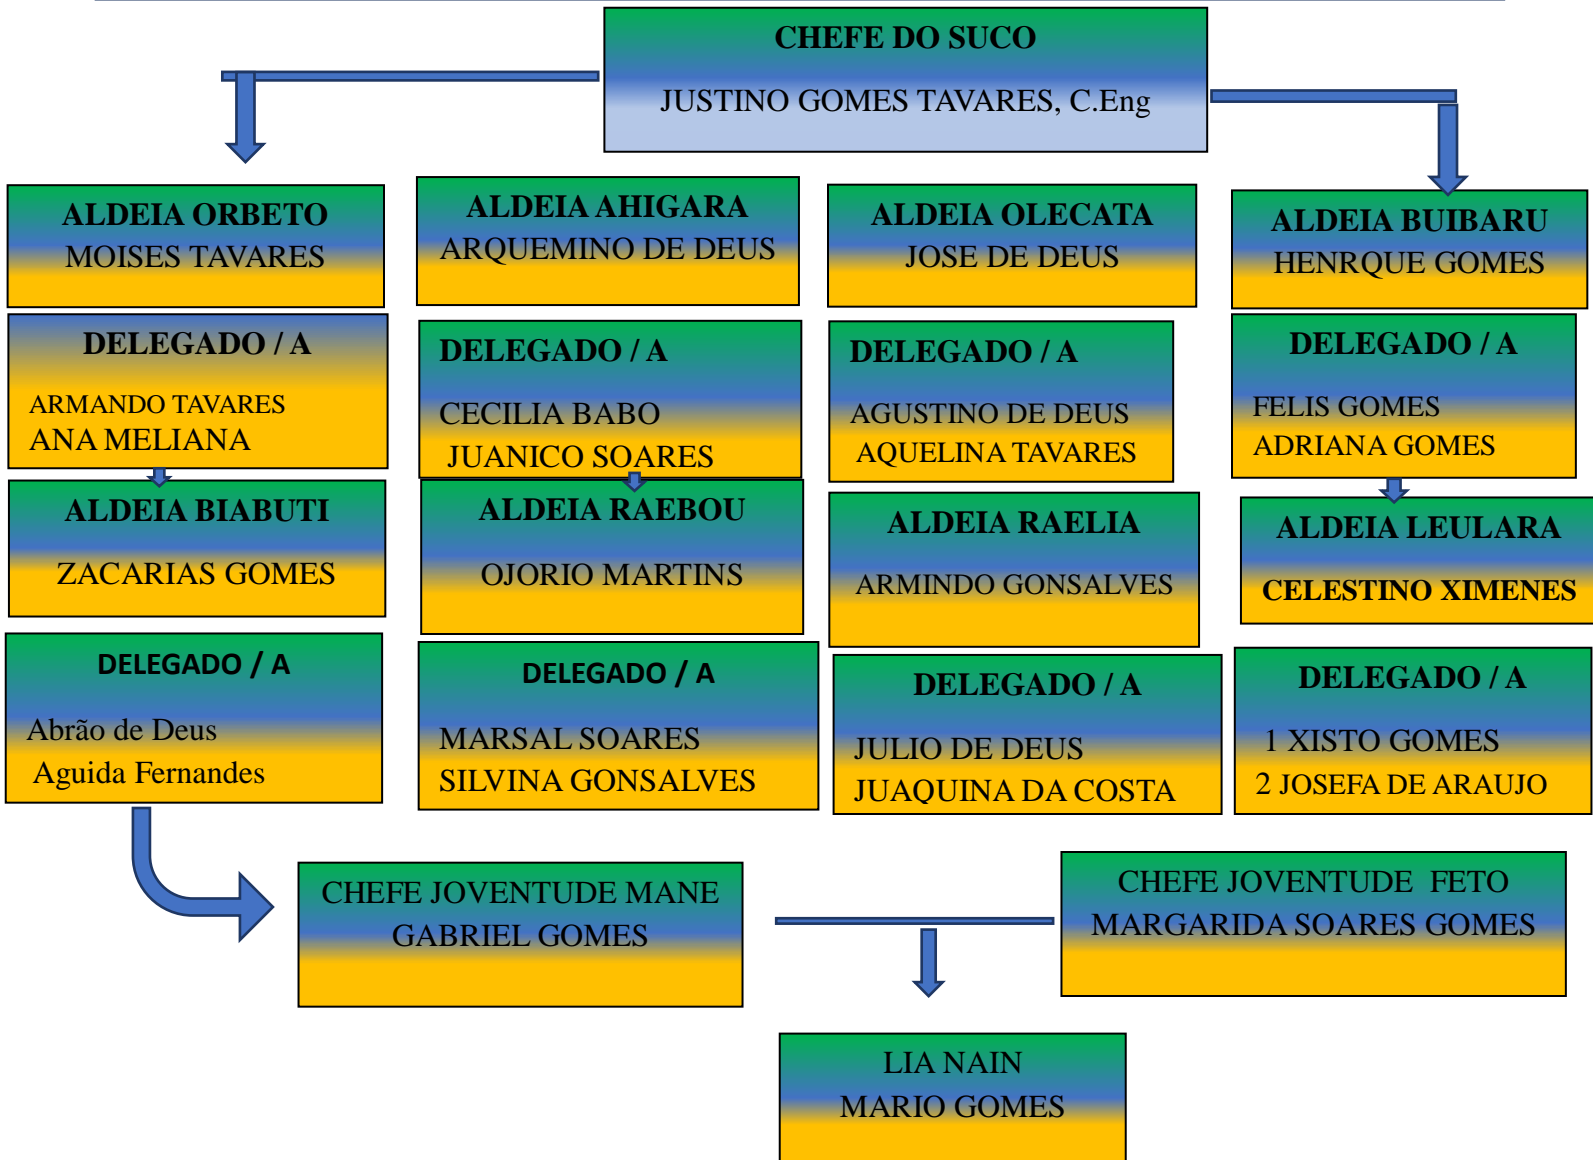 CHEFE DO SUCO
JUSTINO GOMES TAVARES, C.Eng
ALDEIA ORBETO
MOISES TAVARES
ALDEIA AHIGARA
ARQUEMINO DE DEUS
ALDEIA OLECATA
JOSE DE DEUS
ALDEIA BUIBARU
HENRQUE GOMES
DELEGADO / A
ARMANDO TAVARES
ANA MELIANA
DELEGADO / A
CECILIA BABO
JUANICO SOARES
DELEGADO / A
AGUSTINO DE DEUS
AQUELINA TAVARES
DELEGADO / A
FELIS GOMES
ADRIANA GOMES
ALDEIA BIABUTI
ZACARIAS GOMES
ALDEIA RAEBOU
OJORIO MARTINS
ALDEIA RAELIA
ARMINDO GONSALVES
ALDEIA LEULARA
CELESTINO XIMENES
DELEGADO / A
Abrão de Deus
Aguida Fernandes
DELEGADO / A
MARSAL SOARES
SILVINA GONSALVES
DELEGADO / A
JULIO DE DEUS
JUAQUINA DA COSTA
DELEGADO / A
1 XISTO GOMES
2 JOSEFA DE ARAUJO
CHEFE JOVENTUDE MANE
GABRIEL GOMES
CHEFE JOVENTUDE FETO
MARGARIDA SOARES GOMES
LIA NAIN
MARIO GOMES